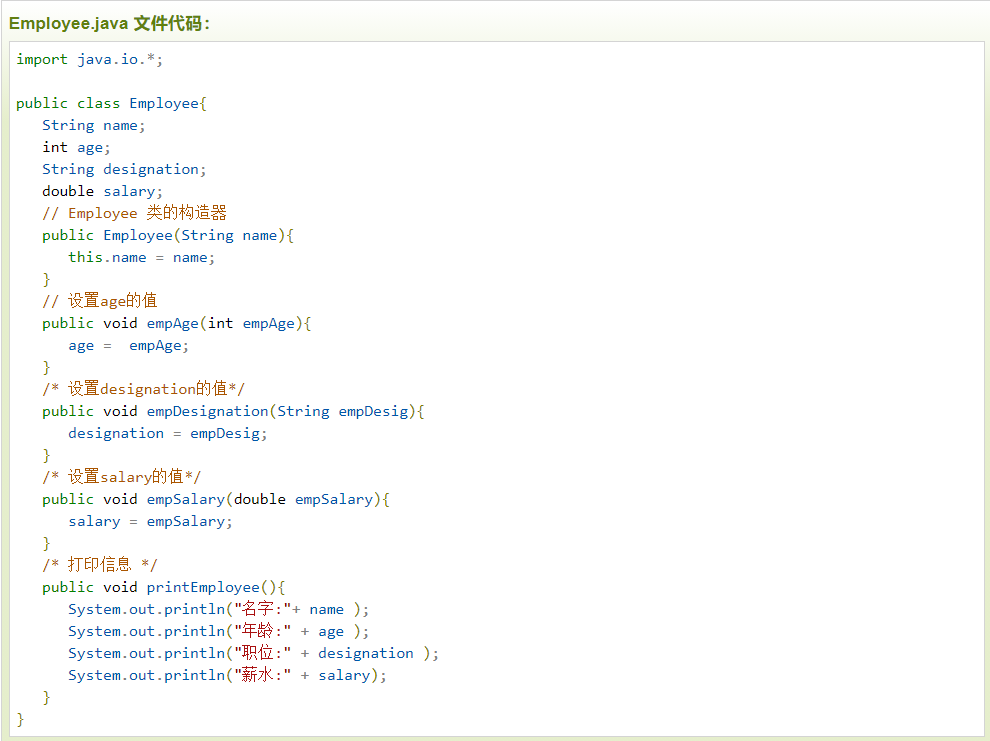 Employee.java 文件代码：
import java.io.*;
public class Employee{
String name;
int age;
String designation;
double salary;
// Employee 类的构造器
public Employee(String name){
this.name = name;
}
// 设置age的值
public void empAge(int empAge){
age =  empAge;
}
/* 设置designation的值*/
public void empDesignation(String empDesig){
designation = empDesig;
}
/* 设置salary的值*/
public void empSalary(double empSalary){
salary = empSalary;
}
/* 打印信息 */
public void printEmployee(){
System.out.println("名字:"+ name );
System.out.println("年龄:" + age );
System.out.println("职位:" + designation );
System.out.println("薪水:" + salary);
}
}